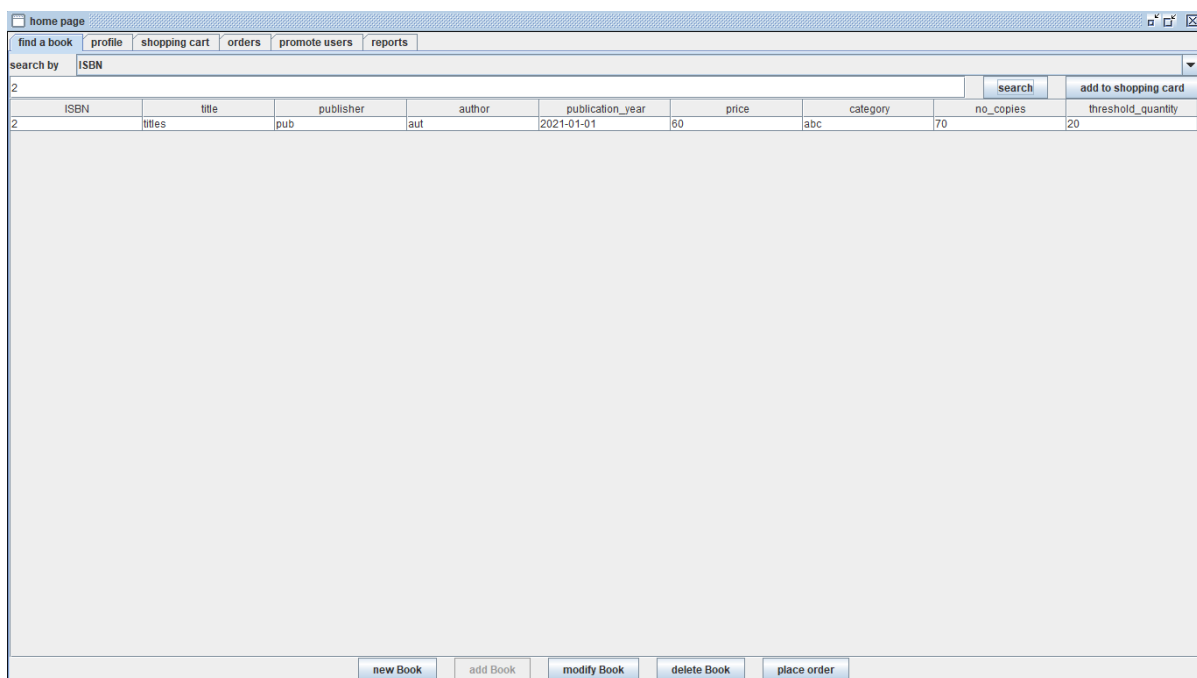 home page
find a book profile shopping cart orders promote users reports
search by ISBN
2 search add to shopping card
ISBN title publisher author publication_year price category no_copies threshold_quantity
2 titles pub aut 2021-01-01 60 abc 70 20
new Book add Book modify Book delete Book place order